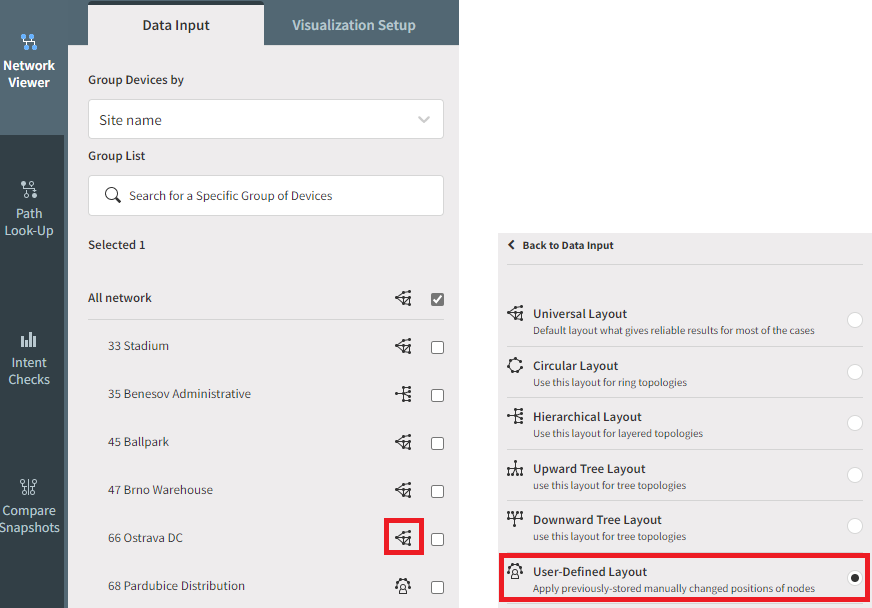 Network
Viewer
Path
Look-Up
Intent
Checks
Compare
Snapshots
Data Input
Visualization Setup
Group Devices by
Site name
Group List
Search for a Specific Group of Devices
Selected 1
All network
33 Stadium
35 Benesov Administrative
45 Ballpark
47 Brno Warehouse
66 Ostrava DC
68 Pardubice Distribution
Back to Data Input
Universal Layout
Default layout what gives reliable results for most of the cases
Circular Layout
Use this layout for ring topologies
Hierarchical Layout
Use this layout for layered topologies
Upward Tree Layout
use this layout for tree topologies
Downward Tree Layout
use this layout for tree topologies
User-Defined Layout
Apply previously-stored manually changed positions of nodes